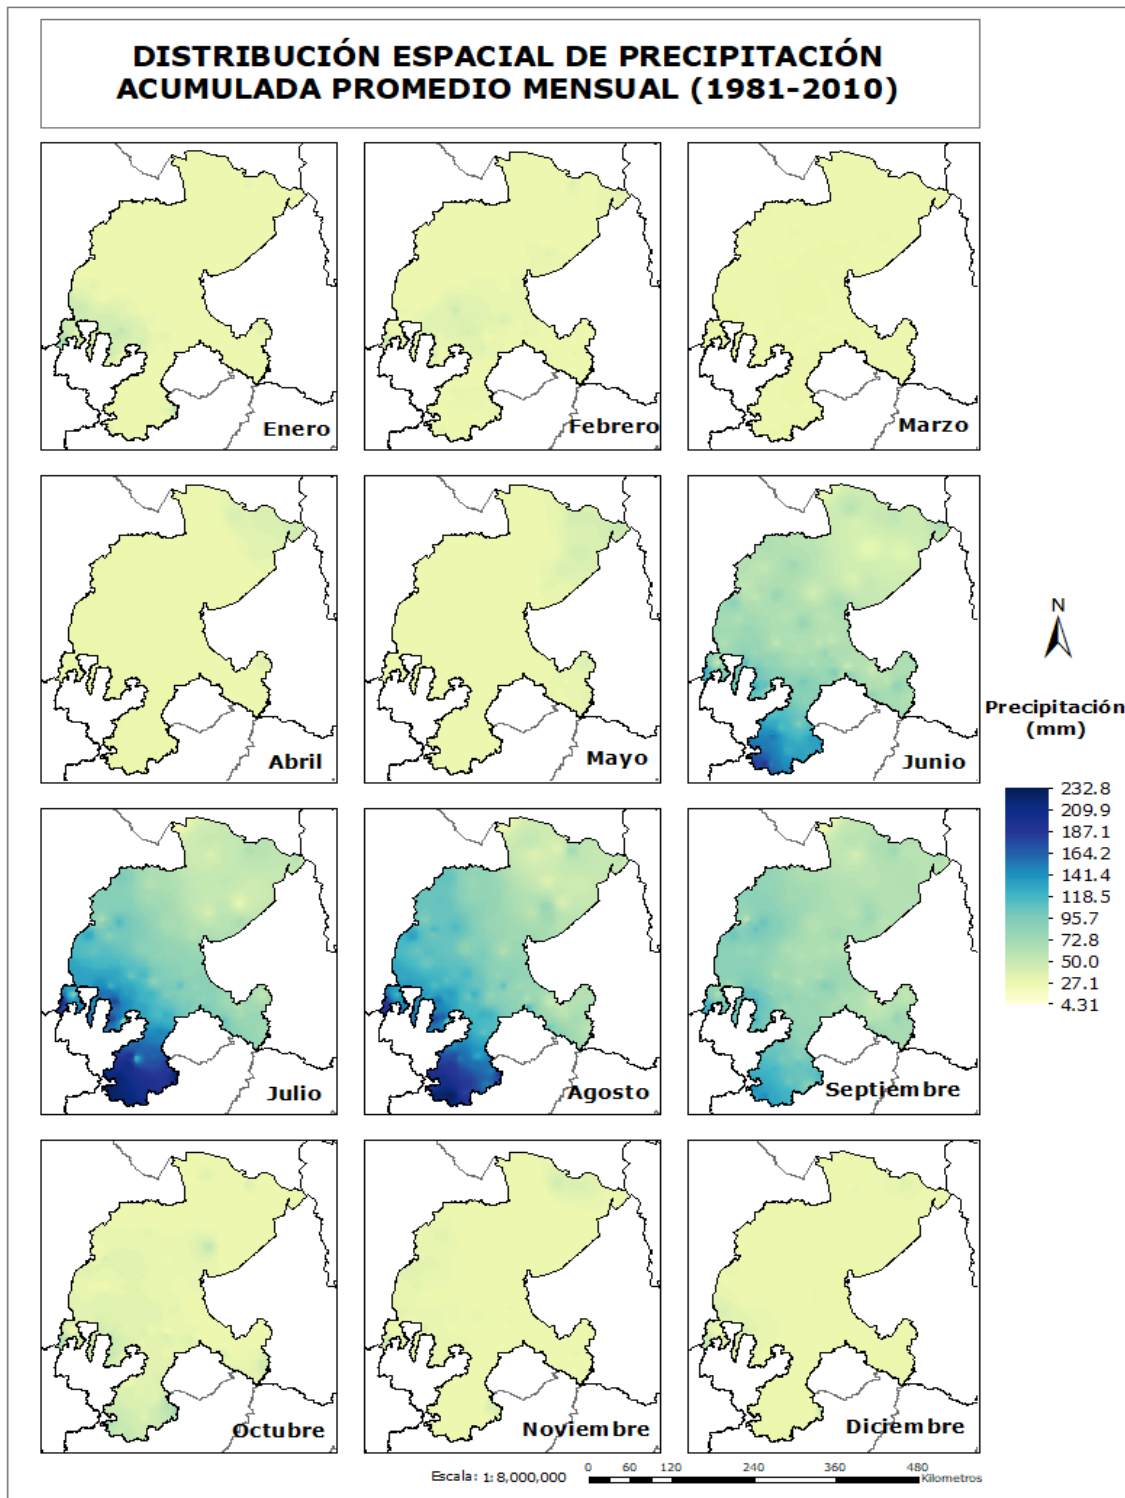 DISTRIBUCIÓN ESPACIAL DE PRECIPITACIÓN
ACUMULADA PROMEDIO MENSUAL (1981-2010)
Enero
Febrero
Marzo
Abril
Mayo
Junio
N
Precipitación
(mm)
232.8
209.9
187.1
164.2
141.4
118.5
95.7
72.8
50.0
27.1
4.31
Julio
Agosto
Septiembre
Octubre
Noviembre
Diciembre
Escala: 1:8,000,000
0 60 120 240 360 480
Kilometros